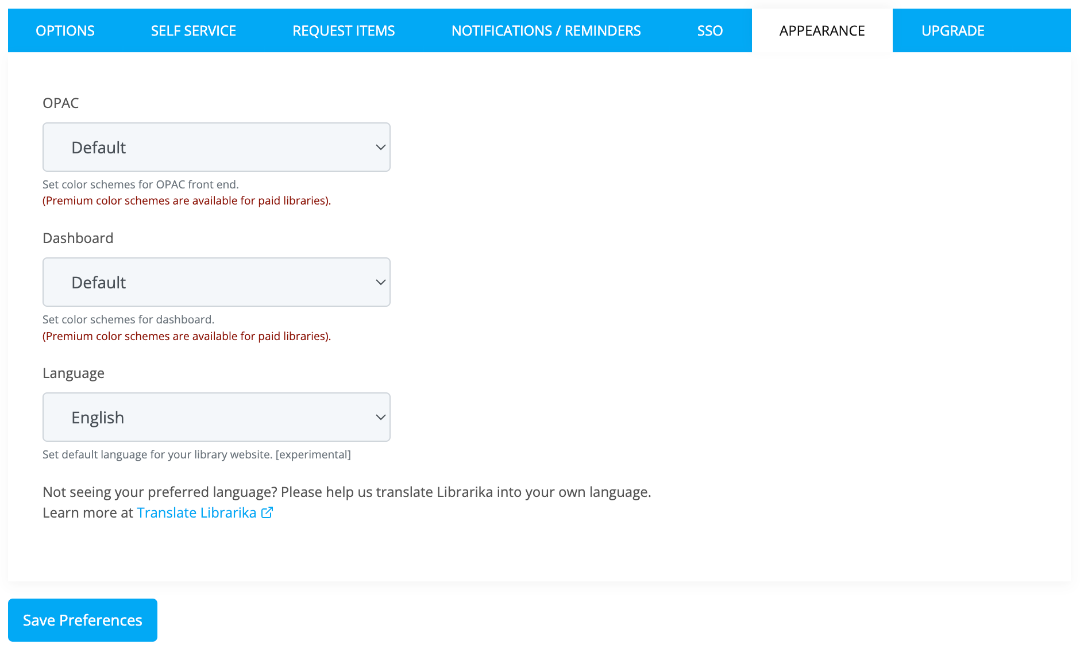 OPTIONS SELF SERVICE REQUEST ITEMS NOTIFICATIONS / REMINDERS SSO APPEARANCE UPGRADE
OPAC
Default
Set color schemes for OPAC front end.
(Premium color schemes are available for paid libraries).
Dashboard
Default
Set color schemes for dashboard.
(Premium color schemes are available for paid libraries).
Language
English
Set default language for your library website. [experimental]
Not seeing your preferred language? Please help us translate Librarika into your own language.
Learn more at Translate Librarika
Save Preferences